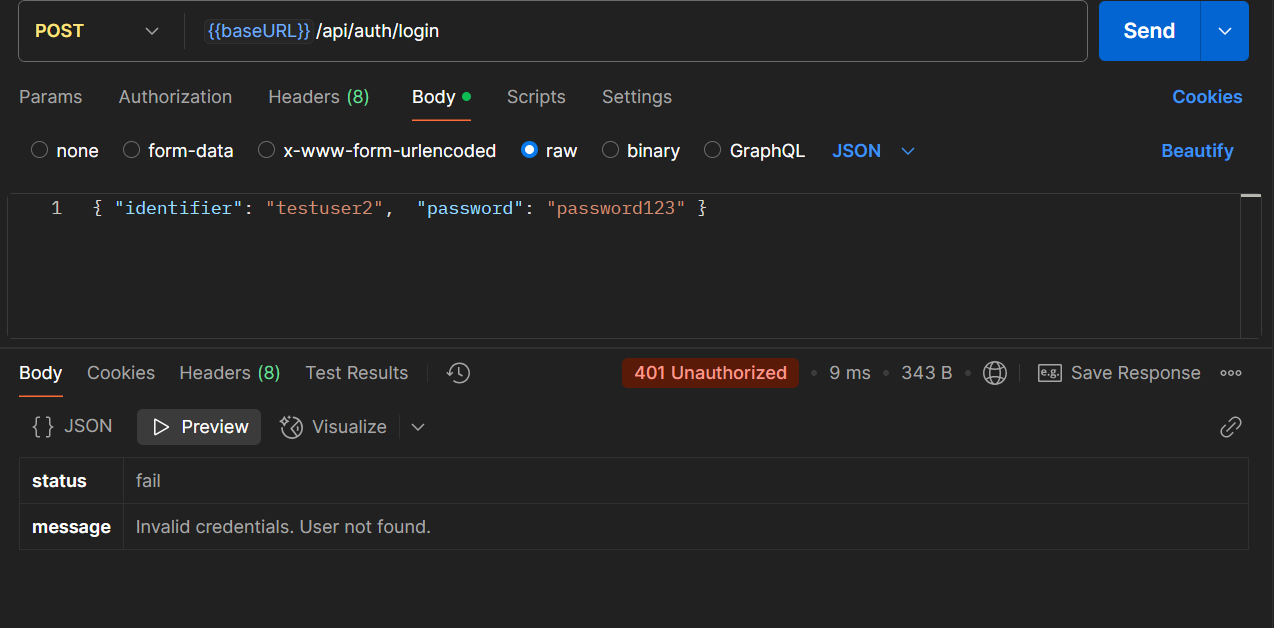 POST {{baseURL}} /api/auth/login Send
Params Authorization Headers (8) Body Scripts Settings Cookies
none form-data x-www-form-urlencoded raw binary GraphQL JSON Beautify
1 { "identifier": "testuser2", "password": "password123" }
Body Cookies Headers (8) Test Results 401 Unauthorized 9 ms 343 B e.g. Save Response
{ } JSON Preview Visualize
status fail
message Invalid credentials. User not found.